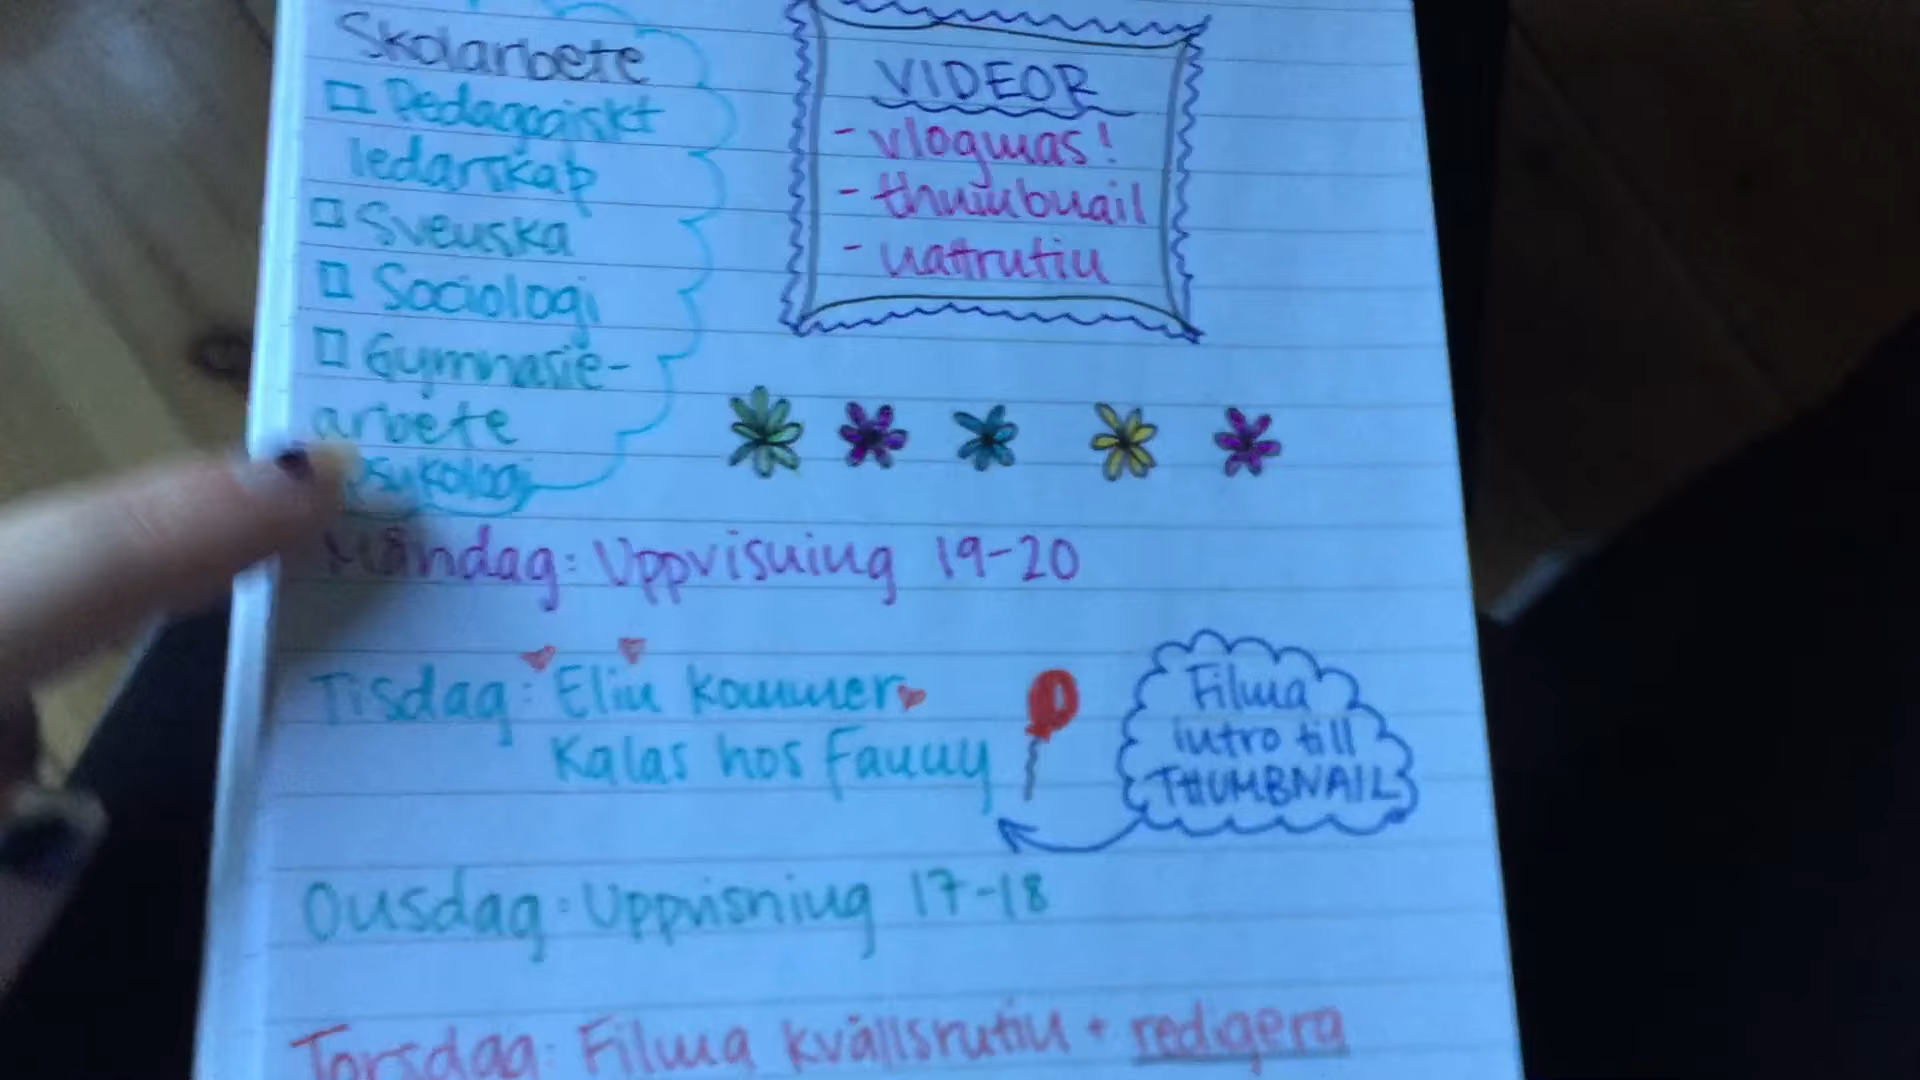 Skolarbete
Pedagogiskt
ledarskap
Svenska
Sociologi
Gymnasie-
arbete
psykologi
VIDEOR
- vlogmas!
- thumbnail
- nattrutin
Måndag: Uppvisning 19-20
Tisdag: Elin kommer
Kalas hos Fanny
Filma
intro till
THUMBNAIL
Onsdag: Uppvisning 17-18
Torsdag: Filma kvällsrutin + redigera